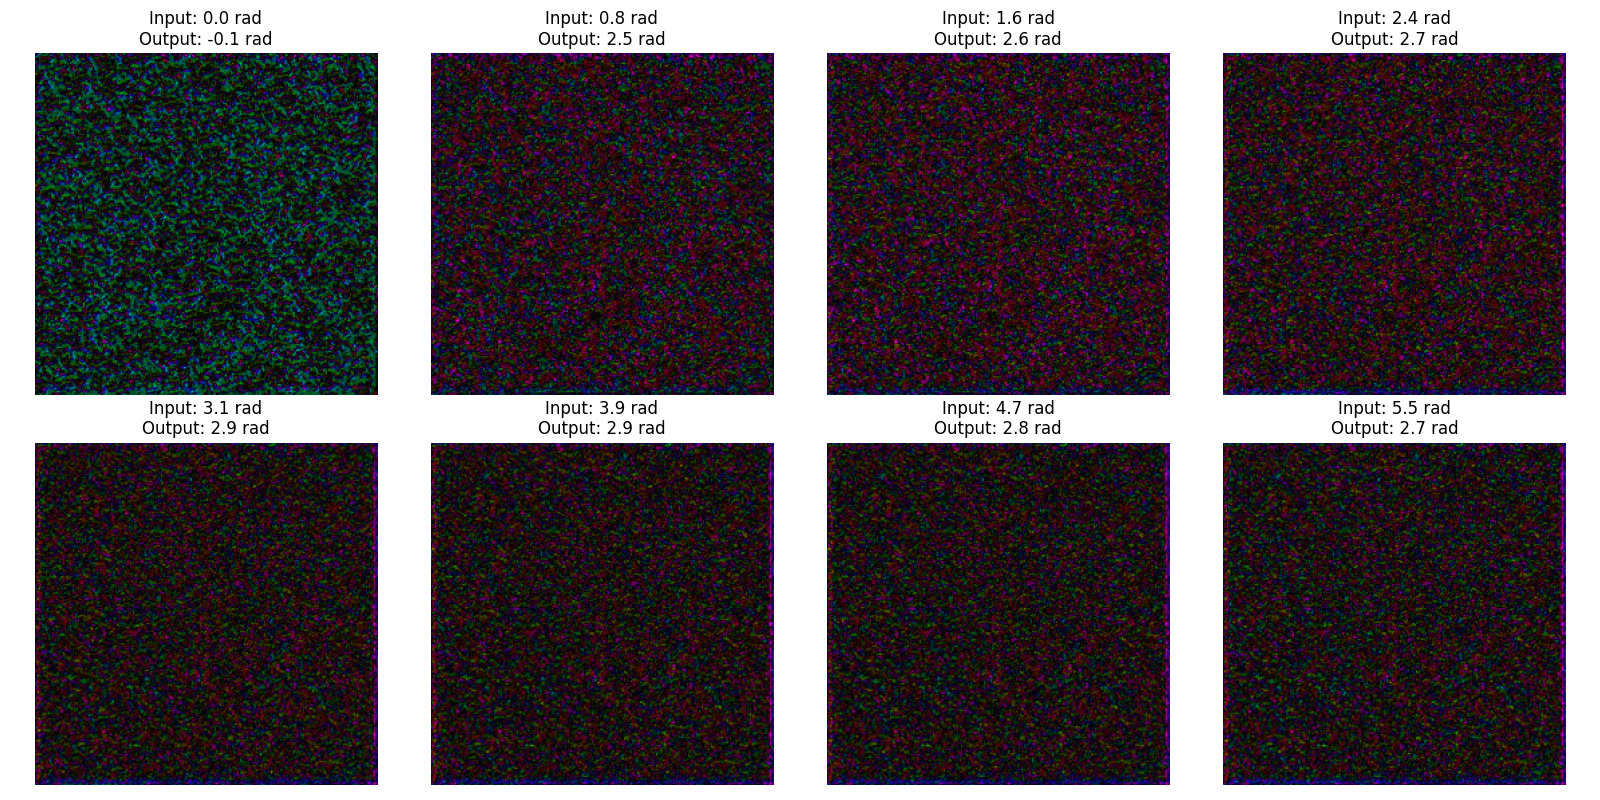 Input: 0.0 rad
Output: -0.1 rad
Input: 0.8 rad
Output: 2.5 rad
Input: 1.6 rad
Output: 2.6 rad
Input: 2.4 rad
Output: 2.7 rad
Input: 3.1 rad
Output: 2.9 rad
Input: 3.9 rad
Output: 2.9 rad
Input: 4.7 rad
Output: 2.8 rad
Input: 5.5 rad
Output: 2.7 rad